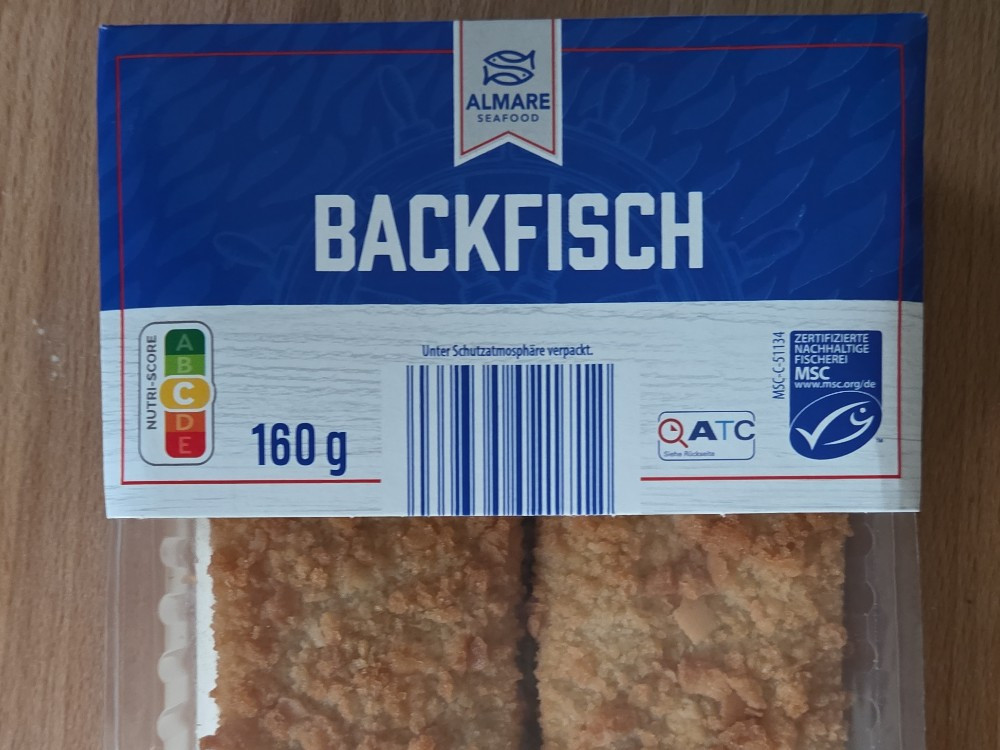 ALMARE
SEAFOOD
BACKFISCH
NUTRI-SCORE
A
B
C
D
E
160 g
Unter Schutzatmosphäre verpackt.
ATC
Siehe Rückseite
MSC-C-51134
ZERTIFIZIERTE
NACHHALTIGE
FISCHEREI
MSC
www.msc.org/de
TM